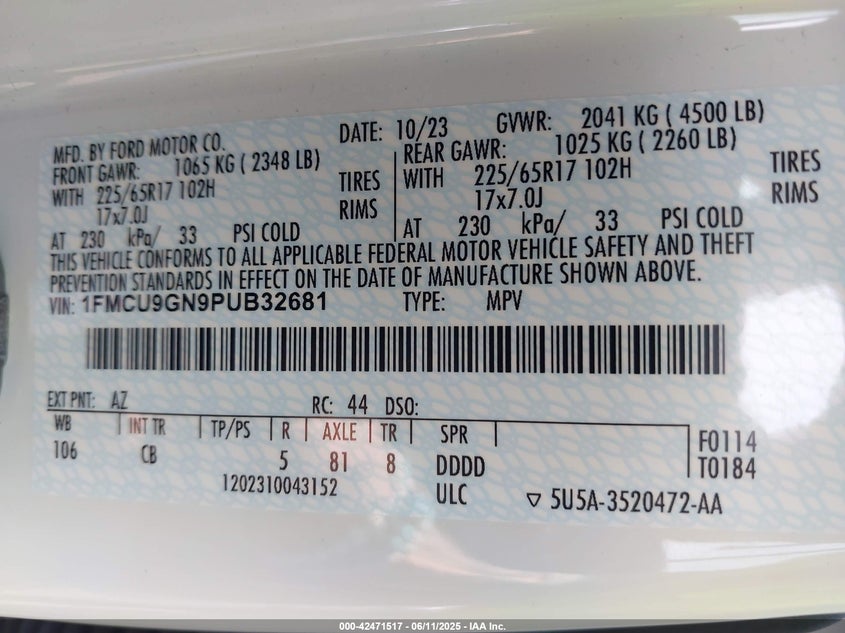 MFD. BY FORD MOTOR CO. DATE: 10/23 GVWR: 2041 KG ( 4500 LB)
FRONT GAWR: 1065 KG ( 2348 LB) REAR GAWR: 1025 KG ( 2260 LB)
WITH 225/65R17 102H TIRES WITH 225/65R17 102H TIRES
17x7.0J RIMS 17x7.0J RIMS
AT 230 kPa/ 33 PSI COLD AT 230 kPa/ 33 PSI COLD
THIS VEHICLE CONFORMS TO ALL APPLICABLE FEDERAL MOTOR VEHICLE SAFETY AND THEFT
PREVENTION STANDARDS IN EFFECT ON THE DATE OF MANUFACTURE SHOWN ABOVE.
VIN: 1FMCU9GN9PUB32681 TYPE: MPV
EXT PNT: AZ RC: 44 DSO:
WB INT TR TP/PS R AXLE TR SPR F0114
106 CB 5 81 8 DDDD T0184
1202310043152 ULC ▽ 5U5A-3520472-AA
000-42471517 - 06/11/2025 - IAA Inc.